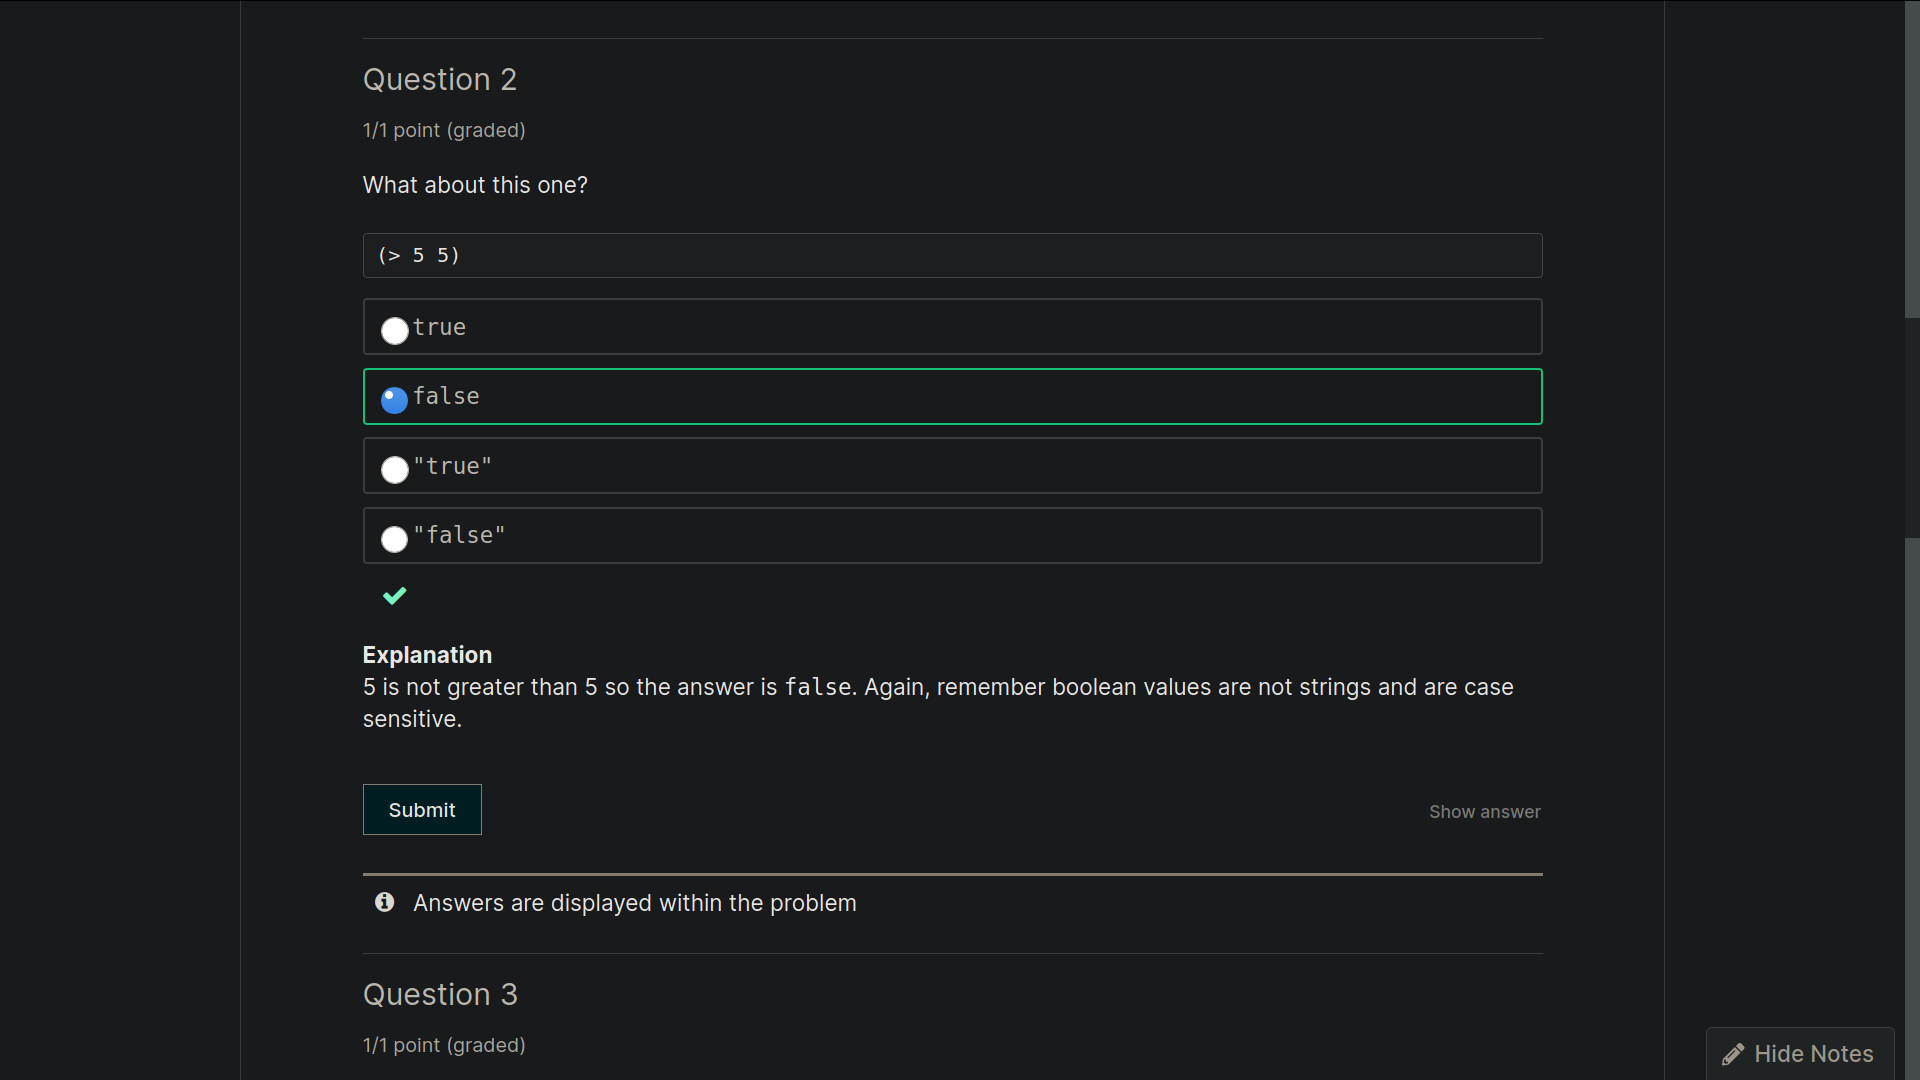 Question 2
1/1 point (graded)
What about this one?
(> 5 5)
true
false
"true"
"false"
Explanation
5 is not greater than 5 so the answer is false. Again, remember boolean values are not strings and are case
sensitive.
Submit
Show answer
Answers are displayed within the problem
Question 3
1/1 point (graded)
Hide Notes